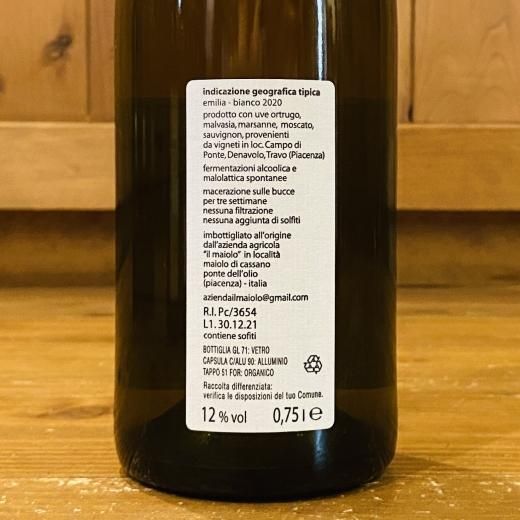 indicazione geografica tipica
emilia - bianco 2020
prodotto con uve ortrugo,
malvasia, marsanne, moscato,
sauvignon, provenienti
da vigneti in loc. Campo di
Ponte, Denavolo, Travo (Piacenza)
fermentazioni alcoolica e
malolattica spontanee
macerazione sulle bucce
per tre settimane
nessuna filtrazione
nessuna aggiunta di solfiti
imbottigliato all'origine
dall'azienda agricola
"il maiolo" in località
maiolo di cassano
ponte dell'olio
(piacenza) - italia
aziendailmaiolo@gmail.com
R.I. Pc/3654
L1. 30.12.21
contiene sofiti
BOTTIGLIA GL 71: VETRO
CAPSULA C/ALU 90: ALLUMINIO
TAPPO 51 FOR: ORGANICO
Raccolta differenziata:
verifica le disposizioni del tuo Comune.
12 % vol 0,75 l e